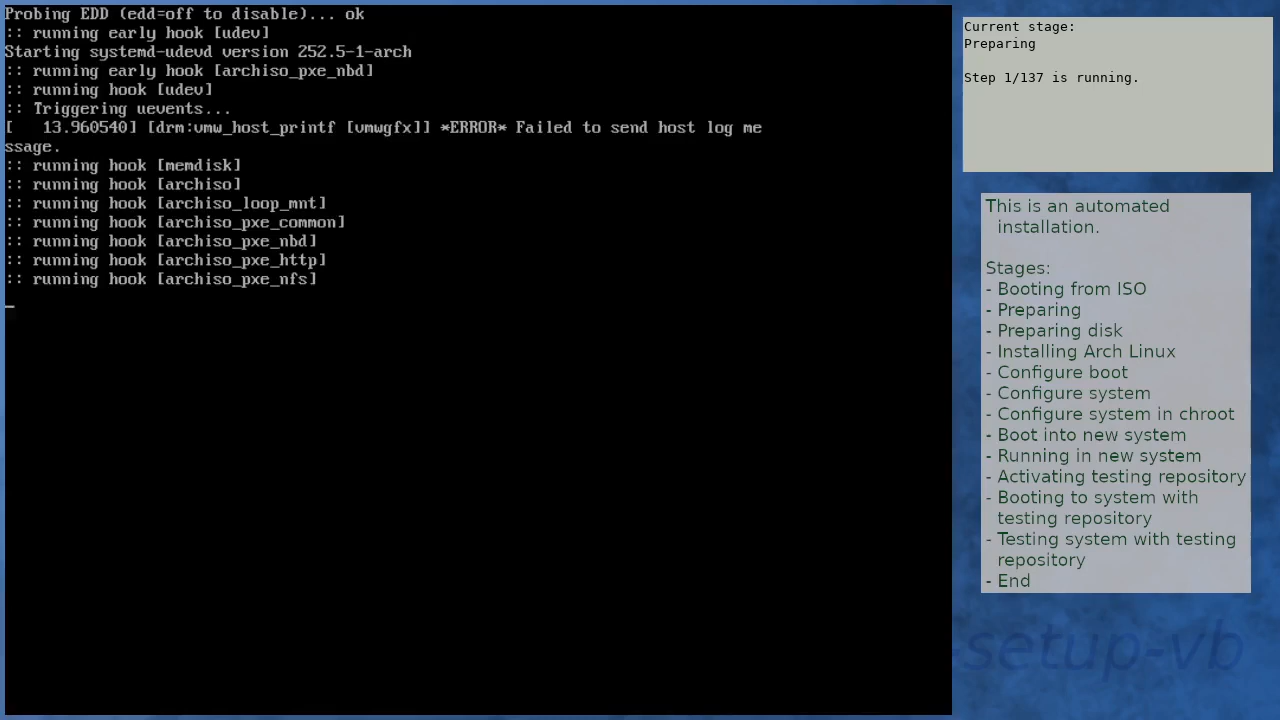 Probing EDD (edd=off to disable)... ok
:: running early hook [udev]
Starting systemd-udevd version 252.5-1-arch
:: running early hook [archiso_pxe_nbd]
:: running hook [udev]
:: Triggering uevents...
[   13.960540] [drm:vmw_host_printf [vmwgfx]] *ERROR* Failed to send host log me
ssage.
:: running hook [memdisk]
:: running hook [archiso]
:: running hook [archiso_loop_mnt]
:: running hook [archiso_pxe_common]
:: running hook [archiso_pxe_nbd]
:: running hook [archiso_pxe_http]
:: running hook [archiso_pxe_nfs]
_
Current stage:
Preparing
Step 1/137 is running.
This is an automated
installation.
Stages:
- Booting from ISO
- Preparing
- Preparing disk
- Installing Arch Linux
- Configure boot
- Configure system
- Configure system in chroot
- Boot into new system
- Running in new system
- Activating testing repository
- Booting to system with
testing repository
- Testing system with testing
repository
- End
-setup-vb